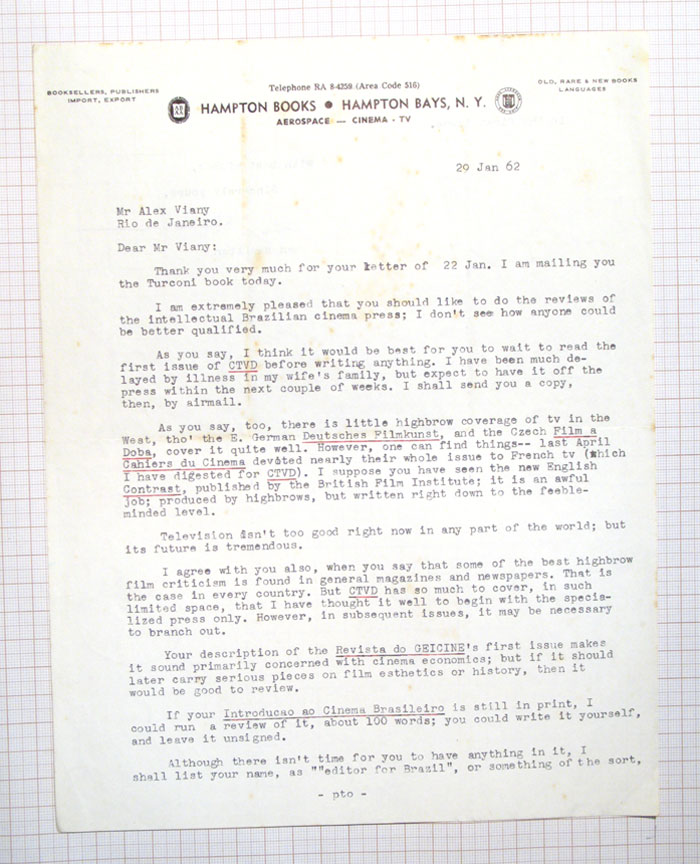 BOOKSELLERS, PUBLISHERS
IMPORT, EXPORT
Telephone RA 8-4259 (Area Code 516)
OLD, RARE & NEW BOOKS
LANGUAGES
HAMPTON BOOKS ● HAMPTON BAYS, N. Y.
AEROSPACE — CINEMA - TV
29 Jan 62
Mr Alex Viany
Rio de Janeiro.
Dear Mr Viany:
Thank you very much for your letter of 22 Jan. I am mailing you
the Turconi book today.
I am extremely pleased that you should like to do the reviews of
the intellectual Brazilian cinema press; I don't see how anyone could
be better qualified.
As you say, I think it would be best for you to wait to read the
first issue of CTVD before writing anything. I have been much de-
layed by illness in my wife's family, but expect to have it off the
press within the next couple of weeks. I shall send you a copy,
then, by airmail.
As you say, too, there is little highbrow coverage of tv in the
West, tho' the E. German Deutsches Filmkunst, and the Czech Film a
Doba, cover it quite well. However, one can find things-- last April
Cahiers du Cinema devoted nearly their whole issue to French tv (which
I have digested for CTVD). I suppose you have seen the new English
Contrast, published by the British Film Institute; it is an awful
job; produced by highbrows, but written right down to the feeble-
minded level.
Television isn't too good right now in any part of the world; but
its future is tremendous.
I agree with you also, when you say that some of the best highbrow
film criticism is found in general magazines and newspapers. That is
the case in every country. But CTVD has so much to cover, in such
limited space, that I have thought it well to begin with the specia-
lized press only. However, in subsequent issues, it may be necessary
to branch out.
Your description of the Revista do GEICINE's first issue makes
it sound primarily concerned with cinema economics; but if it should
later carry serious pieces on film esthetics or history, then it
would be good to review.
If your Introducao ao Cinema Brasileiro is still in print, I
could run a review of it, about 100 words; you could write it yourself,
and leave it unsigned.
Although there isn't time for you to have anything in it, I
shall list your name, as ""editor for Brazil", or something of the sort,
- pto -